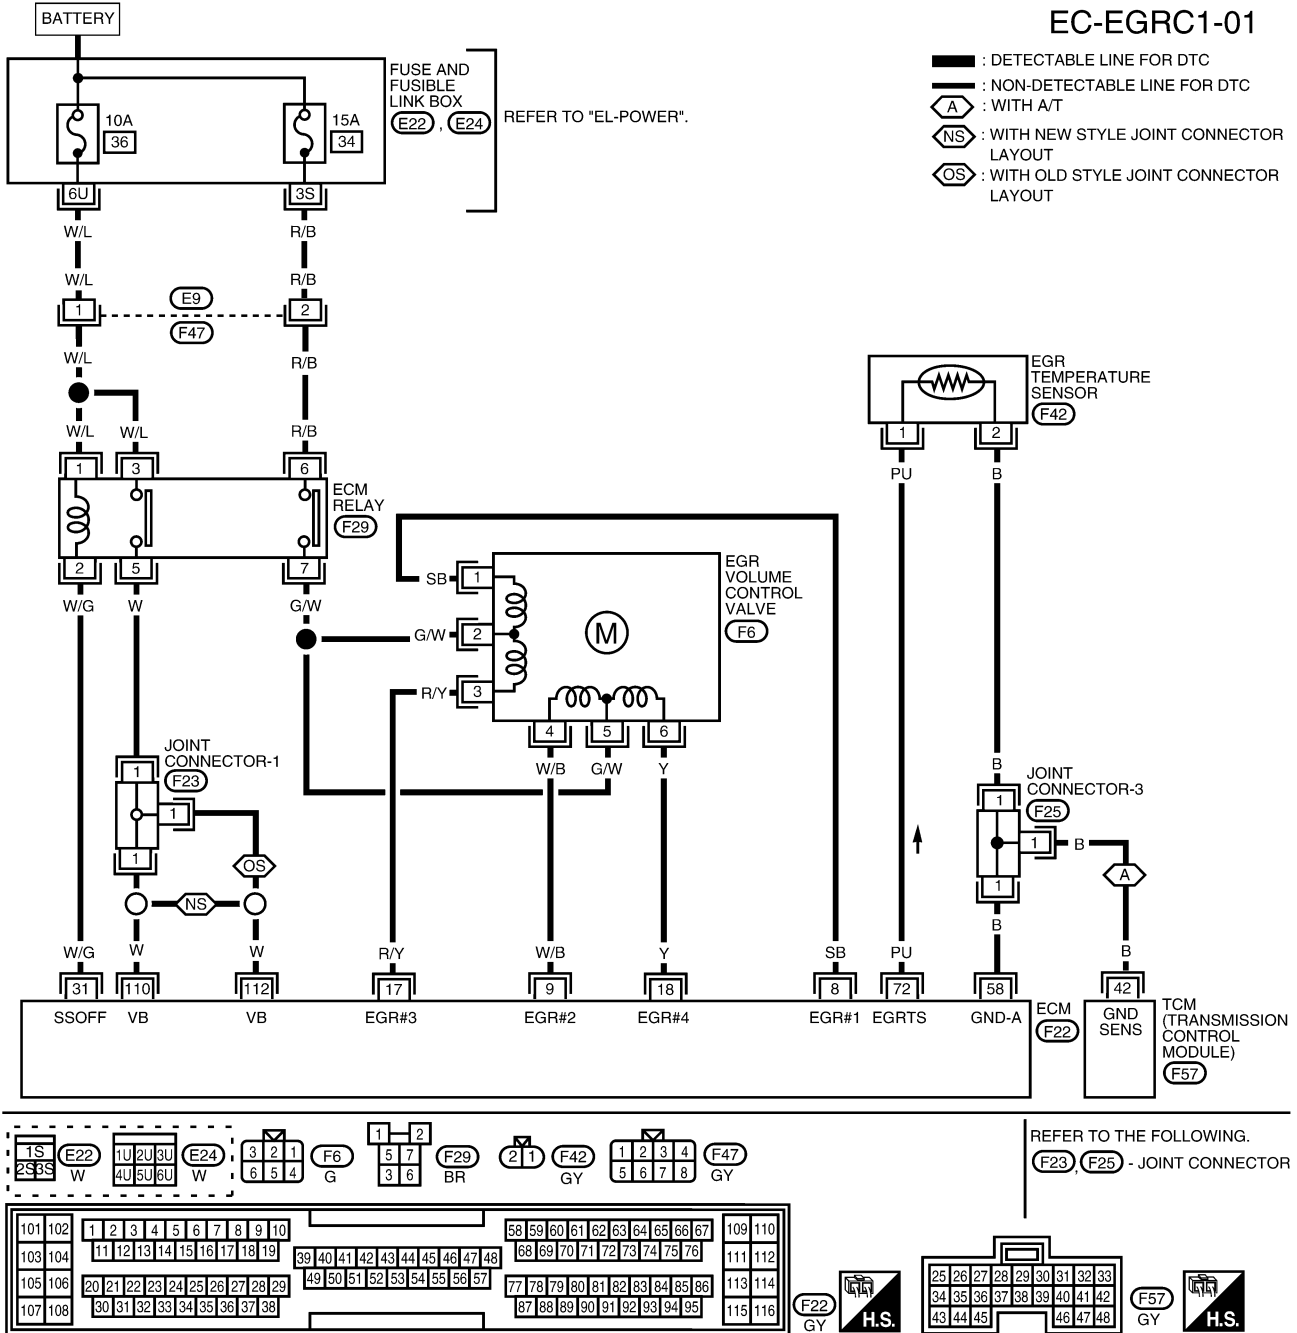 BATTERY
EC-EGRC1-01
: DETECTABLE LINE FOR DTC
: NON-DETECTABLE LINE FOR DTC
A : WITH A/T
NS : WITH NEW STYLE JOINT CONNECTOR
LAYOUT
OS : WITH OLD STYLE JOINT CONNECTOR
LAYOUT
FUSE AND
FUSIBLE
LINK BOX
E22 , E24
REFER TO "EL-POWER".
10A
36
15A
34
6U 3S
W/L R/B
W/L R/B
1 E9 2
F47
W/L R/B
W/L W/L R/B
1 3 6
ECM
RELAY
F29
2 5 7
W/G W G/W
EGR
TEMPERATURE
SENSOR
F42
1 2
PU B
SB 1
G/W 2
R/Y 3
M
EGR
VOLUME
CONTROL
VALVE
F6
4 5 6
W/B G/W Y
JOINT
CONNECTOR-1
F23
1
1
1
OS
NS
B
JOINT
CONNECTOR-3
F25
1
1 B
1
A
B
W/G W W R/Y W/B Y SB PU B
31 110 112 17 9 18 8 72 58 42
SSOFF VB VB EGR#3 EGR#2 EGR#4 EGR#1 EGRTS GND-A
ECM
F22
GND
SENS
TCM
(TRANSMISSION
CONTROL
MODULE)
F57
1S
2S 3S
E22
W
1U 2U 3U
4U 5U 6U
E24
W
3 2 1
6 5 4
F6
G
1 2
5 7
3 6
F29
BR
2 1
F42
GY
1 2 3 4
5 6 7 8
F47
GY
REFER TO THE FOLLOWING.
F23 , F25 - JOINT CONNECTOR
101 102
103 104
105 106
107 108
1 2 3 4 5 6 7 8 9 10
11 12 13 14 15 16 17 18 19
20 21 22 23 24 25 26 27 28 29
30 31 32 33 34 35 36 37 38
39 40 41 42 43 44 45 46 47 48
49 50 51 52 53 54 55 56 57
58 59 60 61 62 63 64 65 66 67
68 69 70 71 72 73 74 75 76
77 78 79 80 81 82 83 84 85 86
87 88 89 90 91 92 93 94 95
109 110
111 112
113 114
115 116
F22
GY
H.S.
25 26 27 28 29 30 31 32 33
34 35 36 37 38 39 40 41 42
43 44 45 46 47 48
F57
GY
H.S.